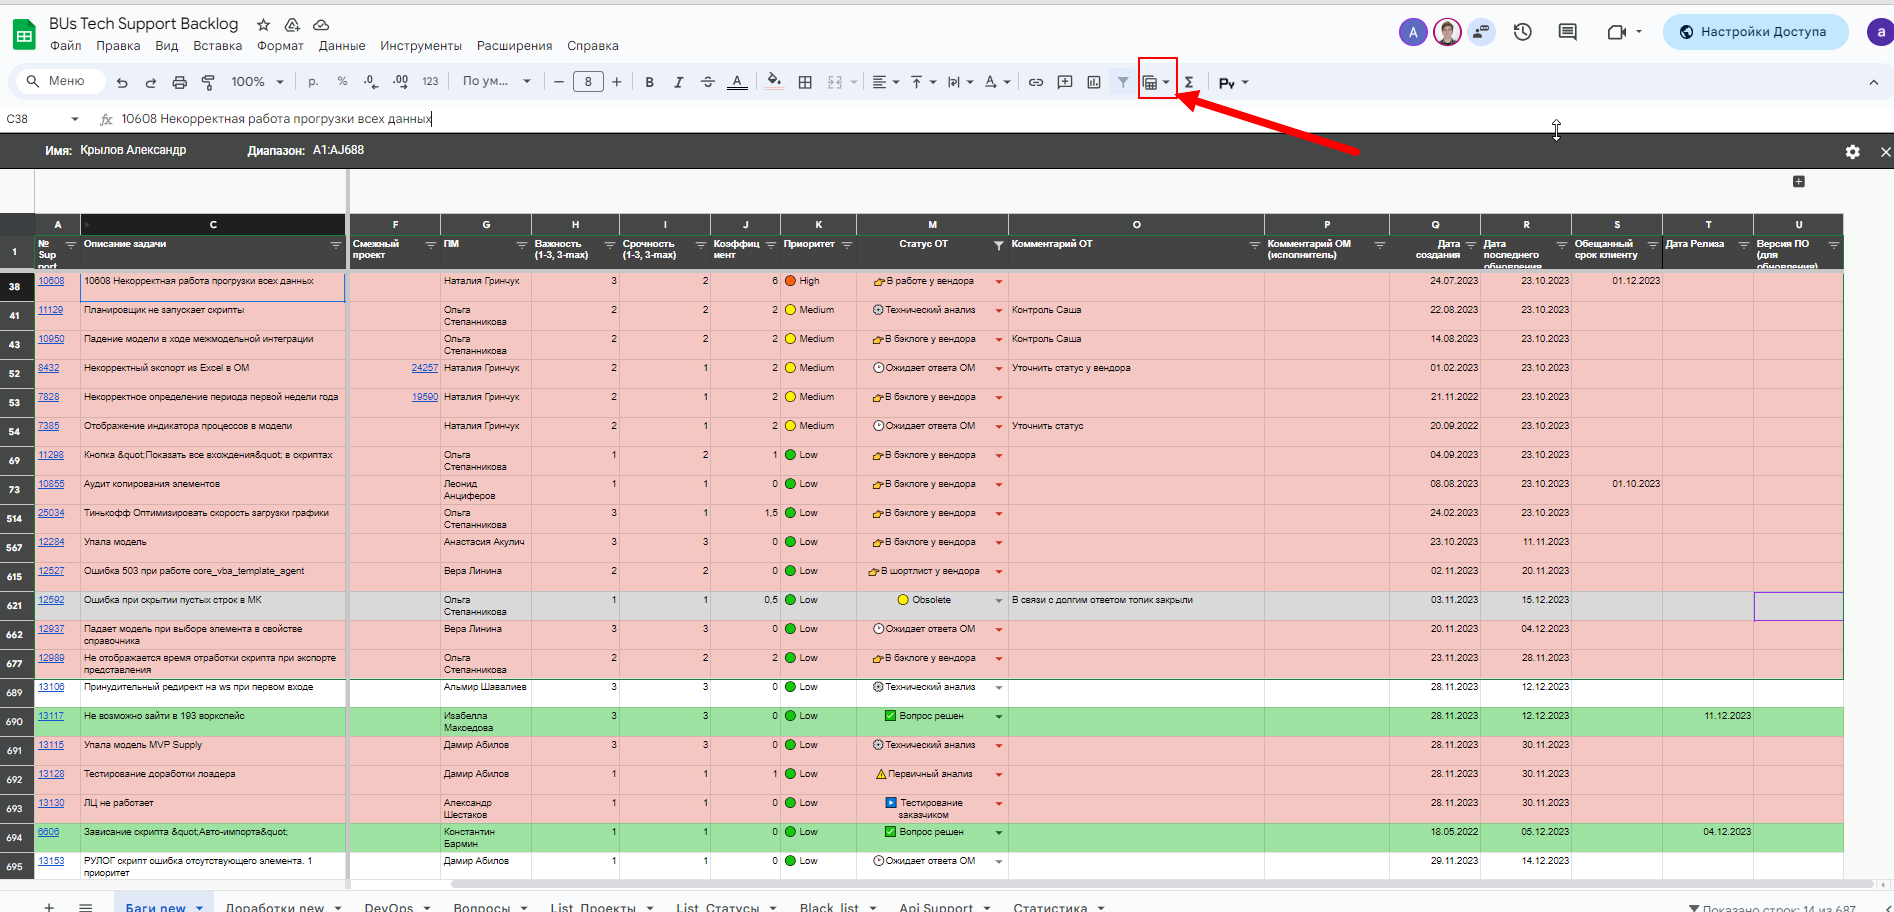 BUs Tech Support Backlog
Файл Правка Вид Вставка Формат Данные Инструменты Расширения Справка
A Настройки Доступа a
Меню 100% р. % .0 .00 123 По ум... 8 B I S A Σ Py
C38 fx 10608 Некорректная работа прогрузки всех данных
Имя: Крылов Александр Диапазон: A1:AJ688
A C F G H I J K M O P Q R S T U
1 № Sup port Описание задачи Смежный проект ПМ Важность (1-3, 3-max) Срочность (1-3, 3-max) Коэффиц иент Приоритет Статус ОТ Комментарий ОТ Комментарий ОМ (исполнитель) Дата создания Дата последнего обновления Обещанный срок клиенту Дата Релиза Версия ПО (для обновления)
38 10608 10608 Некорректная работа прогрузки всех данных Наталия Гринчук 3 2 6 High В работе у вендора 24.07.2023 23.10.2023 01.12.2023
41 11129 Планировщик не запускает скрипты Ольга Степанникова 2 2 2 Medium Технический анализ Контроль Саша 22.08.2023 23.10.2023
43 10950 Падение модели в ходе межмодельной интеграции Ольга Степанникова 2 2 2 Medium В бэклоге у вендора Контроль Саша 14.08.2023 23.10.2023
52 8432 Некорректный экспорт из Excel в ОМ 24257 Наталия Гринчук 2 1 2 Medium Ожидает ответа ОМ Уточнить статус у вендора 01.02.2023 23.10.2023
53 7828 Некорректное определение периода первой недели года 19590 Наталия Гринчук 2 1 2 Medium В бэклоге у вендора 21.11.2022 23.10.2023
54 7385 Отображение индикатора процессов в модели Наталия Гринчук 2 1 2 Medium Ожидает ответа ОМ Уточнить статус 20.09.2022 23.10.2023
69 11298 Кнопка &quot;Показать все вхождения&quot; в скриптах Ольга Степанникова 1 2 1 Low В бэклоге у вендора 04.09.2023 23.10.2023
73 10855 Аудит копирования элементов Леонид Анциферов 1 1 0 Low В бэклоге у вендора 08.08.2023 23.10.2023 01.10.2023
514 25034 Тинькофф Оптимизировать скорость загрузки графики Ольга Степанникова 3 1 1,5 Low В бэклоге у вендора 24.02.2023 23.10.2023
567 12284 Упала модель Анастасия Акулич 3 3 0 Low В бэклоге у вендора 23.10.2023 11.11.2023
615 12527 Ошибка 503 при работе core_vba_template_agent Вера Линина 2 2 0 Low В шортлист у вендора 02.11.2023 20.11.2023
621 12592 Ошибка при скрытии пустых строк в МК Ольга Степанникова 1 1 0,5 Low Obsolete В связи с долгим ответом топик закрыли 03.11.2023 15.12.2023
662 12937 Падает модель при выборе элемента в свойстве справочника Вера Линина 3 3 0 Low Ожидает ответа ОМ 20.11.2023 04.12.2023
677 12989 Не отображается время отработки скрипта при экспорте представления Ольга Степанникова 2 2 2 Low В бэклоге у вендора 23.11.2023 28.11.2023
689 13106 Принудительный редирект на ws при первом входе Альмир Шавалиев 3 3 0 Low Технический анализ 28.11.2023 12.12.2023
690 13117 Не возможно зайти в 193 воркспейс Изабелла Макоедова 3 3 0 Low Вопрос решен 28.11.2023 12.12.2023 11.12.2023
691 13115 Упала модель MVP Supply Дамир Абилов 3 3 0 Low Технический анализ 28.11.2023 30.11.2023
692 13128 Тестирование доработки лоадера Дамир Абилов 1 1 1 Low Первичный анализ 28.11.2023 30.11.2023
693 13130 ЛЦ не работает Александр Шестаков 1 1 0 Low Тестирование заказчиком 28.11.2023 30.11.2023
694 6606 Зависание скрипта &quot;Авто-импорта&quot; Константин Бармин 1 1 0 Low Вопрос решен 18.05.2022 05.12.2023 04.12.2023
695 13153 РУЛОГ скрипт ошибка отсутствующего элемента. 1 приоритет Дамир Абилов 1 1 0 Low Ожидает ответа ОМ 29.11.2023 14.12.2023
Баги new Доработки new DevOps Вопросы List_Проекты List_Статусы Black_list Api Support Статистика Показано строк: 14 из 687